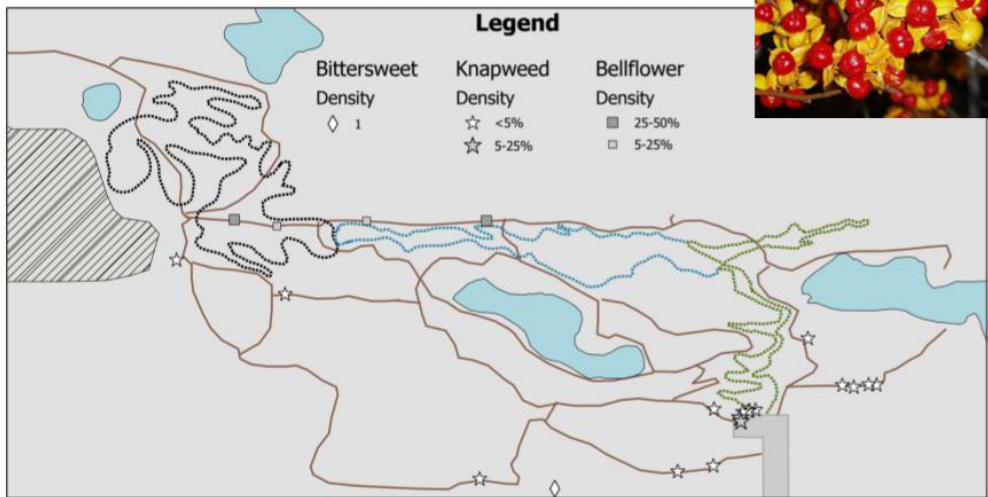 Legend
Bittersweet Knapweed Bellflower
Density Density Density
1 <5% 25-50%
5-25% 5-25%